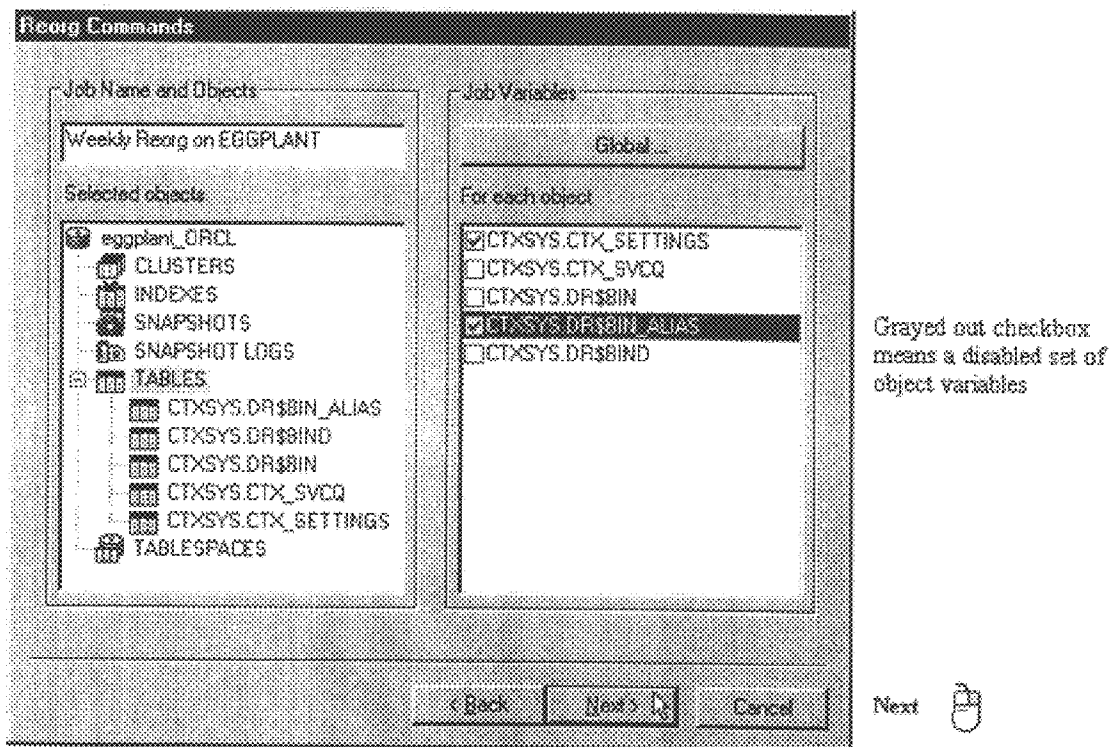 Reorg Commands
Job Name and Objects
Weekly Reorg on EGGPLANT
Selected objects
eggplant_ORCL
CLUSTERS
INDEXES
SNAPSHOTS
SNAPSHOT LOGS
TABLES
CTXSYS.DR$BIN_ALIAS
CTXSYS.DR$BIND
CTXSYS.DR$BIN
CTXSYS.CTX_SVCQ
CTXSYS.CTX_SETTINGS
TABLESPACES
Job Variables
Global ...
For each object
CTXSYS.CTX_SETTINGS
CTXSYS.CTX_SVCQ
CTXSYS.DR$BIN
CTXSYS.DR$BIN_ALIAS
CTXSYS.DR$BIND
Grayed out checkbox
means a disabled set of
object variables
< Back
Next >
Cancel
Next